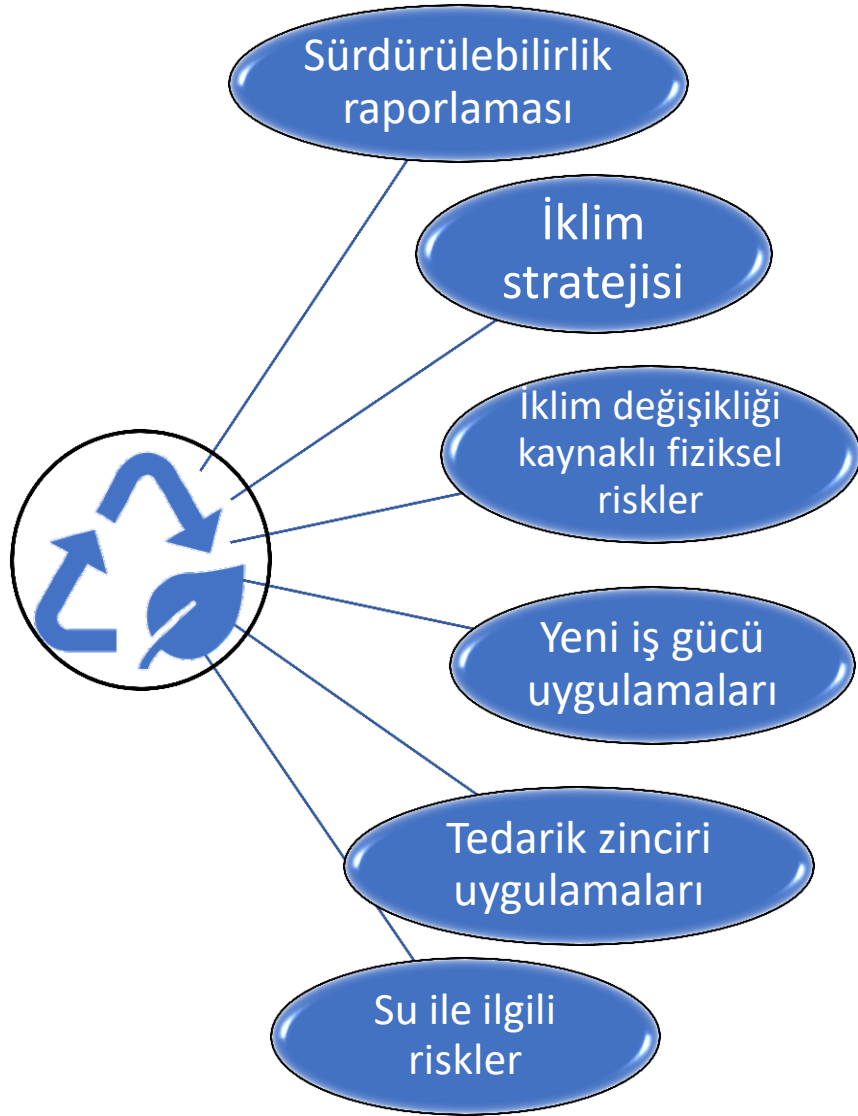 Sürdürülebilirlik
raporlaması
İklim
stratejisi
İklim değişikliği
kaynaklı fiziksel
riskler
Yeni iş gücü
uygulamaları
Tedarik zinciri
uygulamaları
Su ile ilgili
riskler